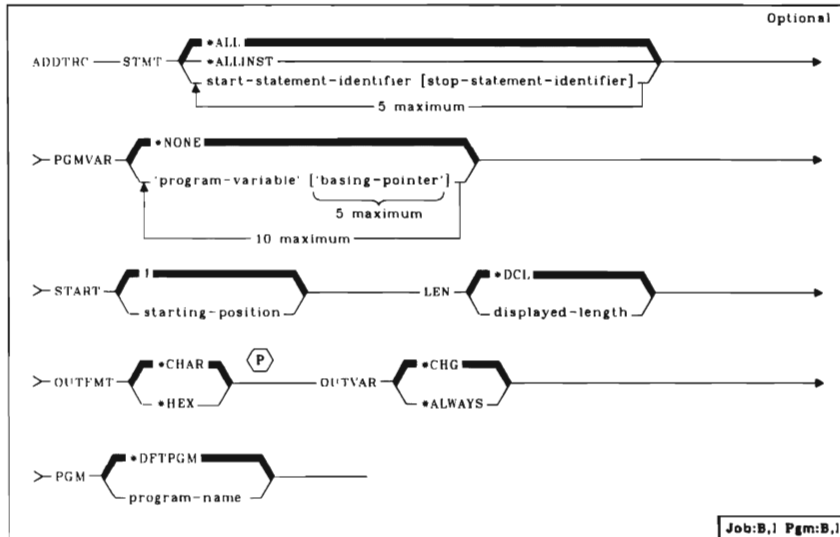 Optional
*ALL
ADDTRC STMT *ALLINST
start-statement-identifier [stop-statement-identifier]
5 maximum
*NONE
PGMVAR
'program-variable' ['basing-pointer']
5 maximum
10 maximum
1 *DCL
START LEN
starting-position displayed-length
*CHAR P *CHG
OUTFMT OUTVAR
*HEX *ALWAYS
*DFTPGM
PGM
program-name
Job:B,I Pgm:B,I